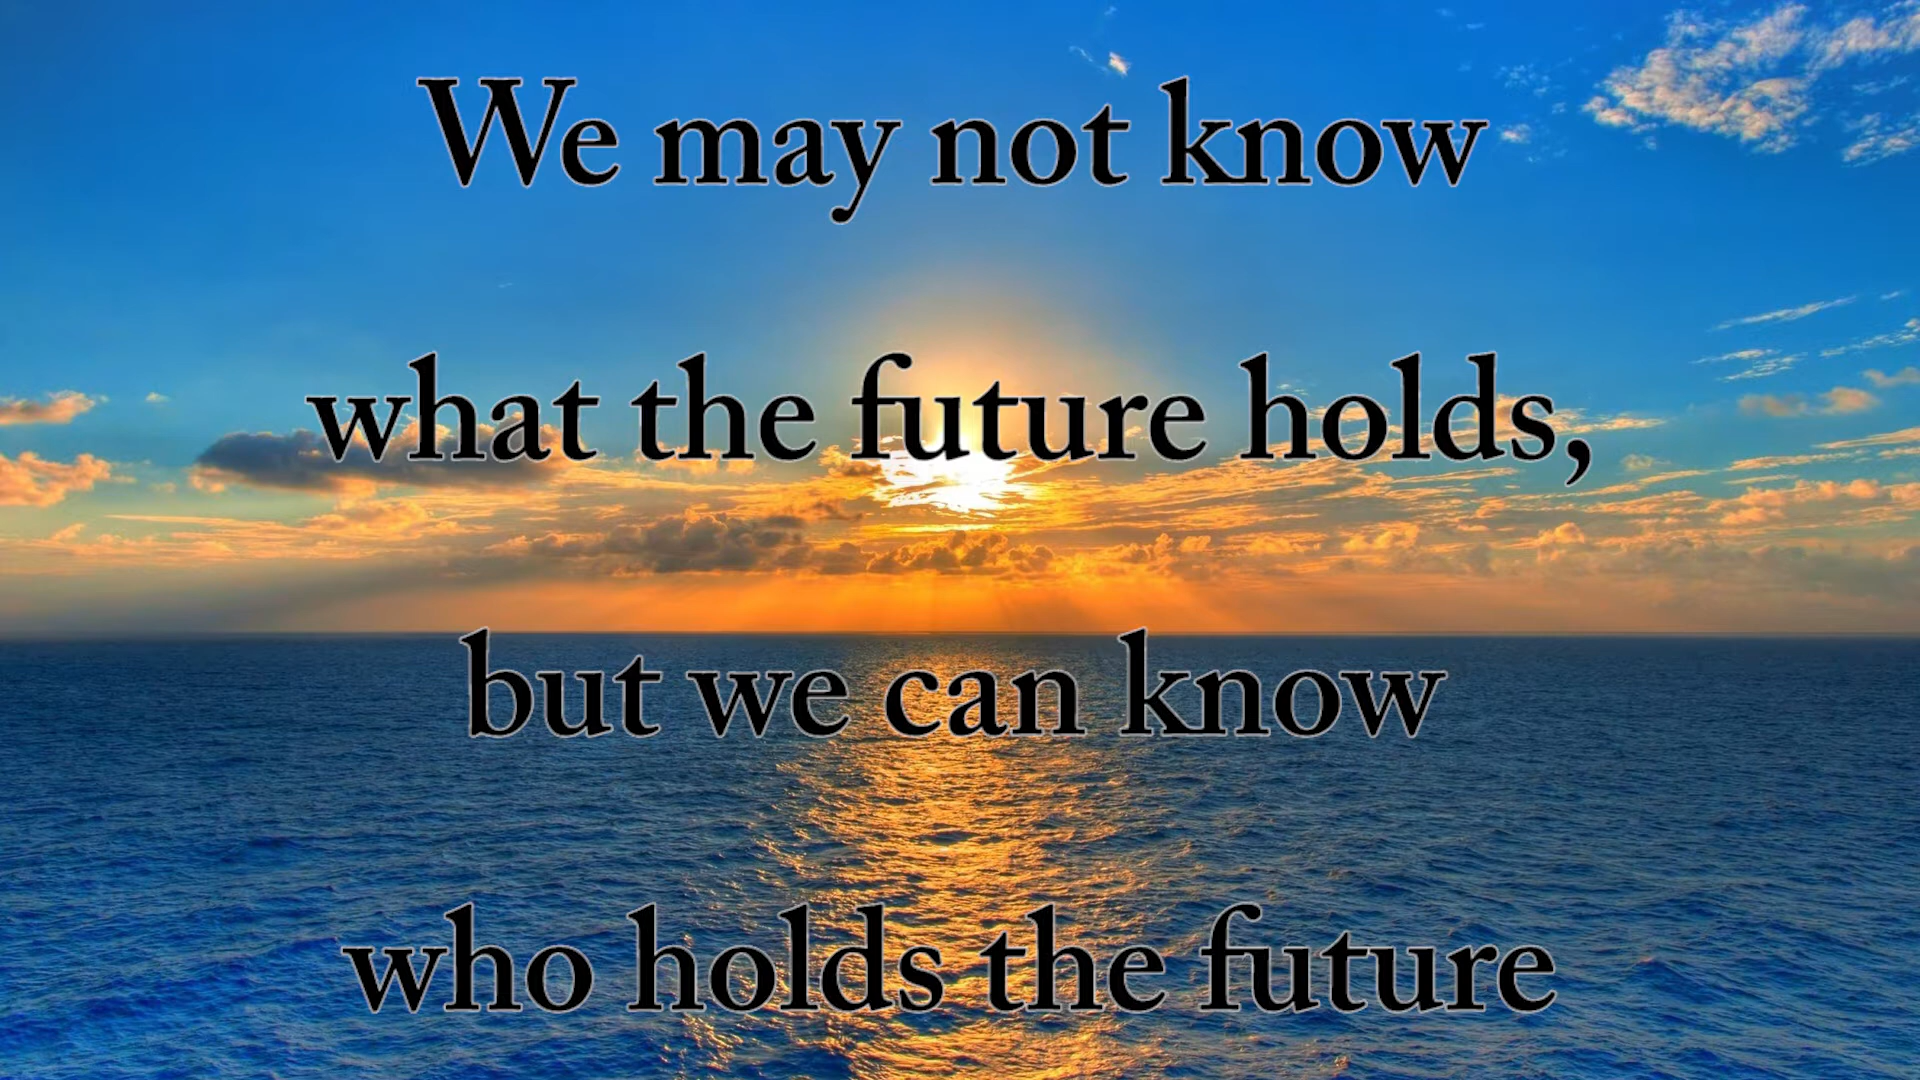 We may not know
what the future holds,
but we can know
who holds the future